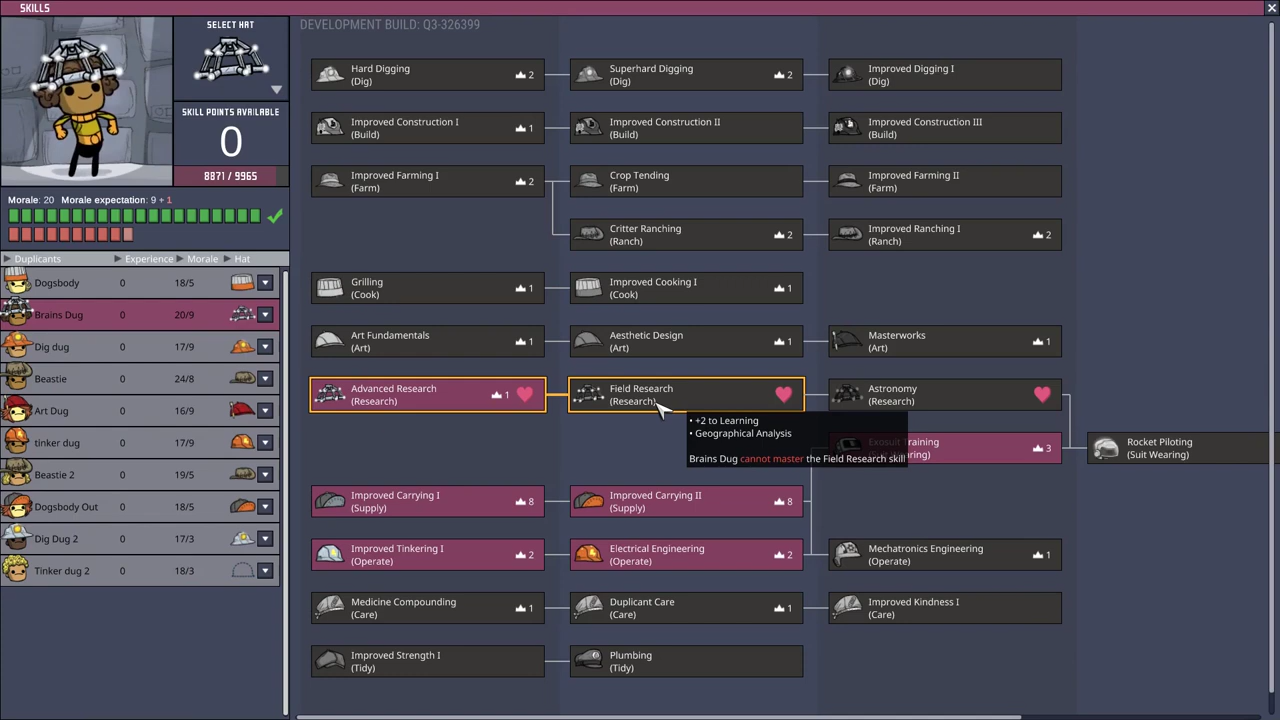 SKILLS
DEVELOPMENT BUILD: Q3-326399
SELECT HAT
SKILL POINTS AVAILABLE
0
8871 / 9965
Morale: 20 Morale expectation: 9 + 1
Duplicants Experience Morale Hat
Dogsbody 0 18/5
Brains Dug 0 20/9
Dig dug 0 17/9
Beastie 0 24/8
Art Dug 0 16/9
tinker dug 0 17/9
Beastie 2 0 19/5
Dogsbody Out 0 18/5
Dig Dug 2 0 17/3
Tinker dug 2 0 18/3
Hard Digging
(Dig)
2
Superhard Digging
(Dig)
2
Improved Digging I
(Dig)
Improved Construction I
(Build)
1
Improved Construction II
(Build)
Improved Construction III
(Build)
Improved Farming I
(Farm)
2
Crop Tending
(Farm)
Improved Farming II
(Farm)
Critter Ranching
(Ranch)
2
Improved Ranching I
(Ranch)
2
Grilling
(Cook)
1
Improved Cooking I
(Cook)
1
Art Fundamentals
(Art)
1
Aesthetic Design
(Art)
1
Masterworks
(Art)
1
Advanced Research
(Research)
1
Field Research
(Research)
Astronomy
(Research)
• +2 to Learning
• Geographical Analysis
Brains Dug cannot master the Field Research skill
Exosuit Training
3
Rocket Piloting
(Suit Wearing)
Improved Carrying I
(Supply)
8
Improved Carrying II
(Supply)
8
Improved Tinkering I
(Operate)
2
Electrical Engineering
(Operate)
2
Mechatronics Engineering
(Operate)
1
Medicine Compounding
(Care)
1
Duplicant Care
(Care)
1
Improved Kindness I
(Care)
Improved Strength I
(Tidy)
Plumbing
(Tidy)